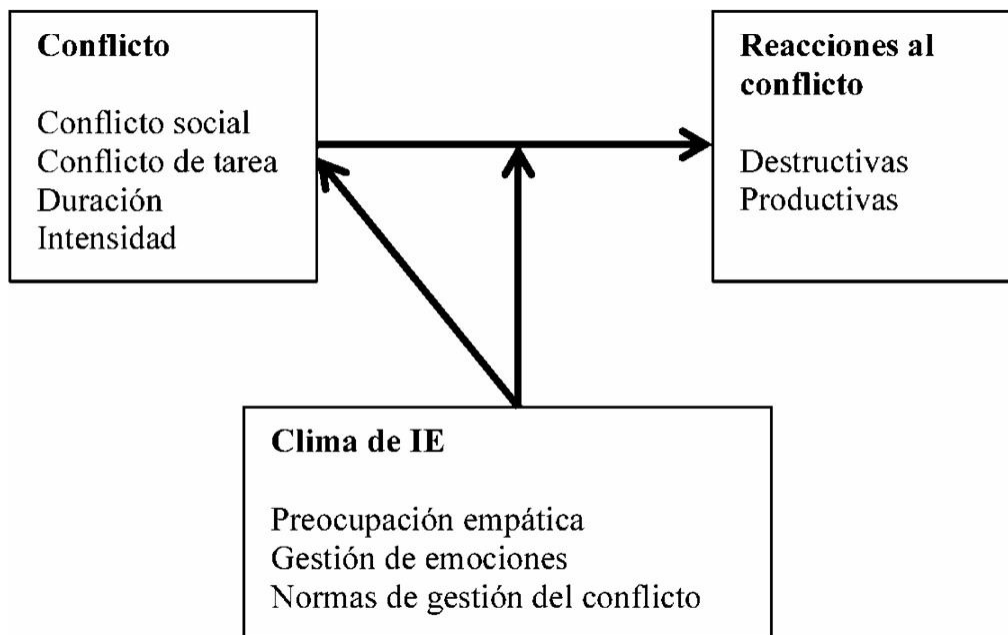 Conflicto
Conflicto social
Conflicto de tarea
Duración
Intensidad
Reacciones al
conflicto
Destructivas
Productivas
Clima de IE
Preocupación empática
Gestión de emociones
Normas de gestión del conflicto